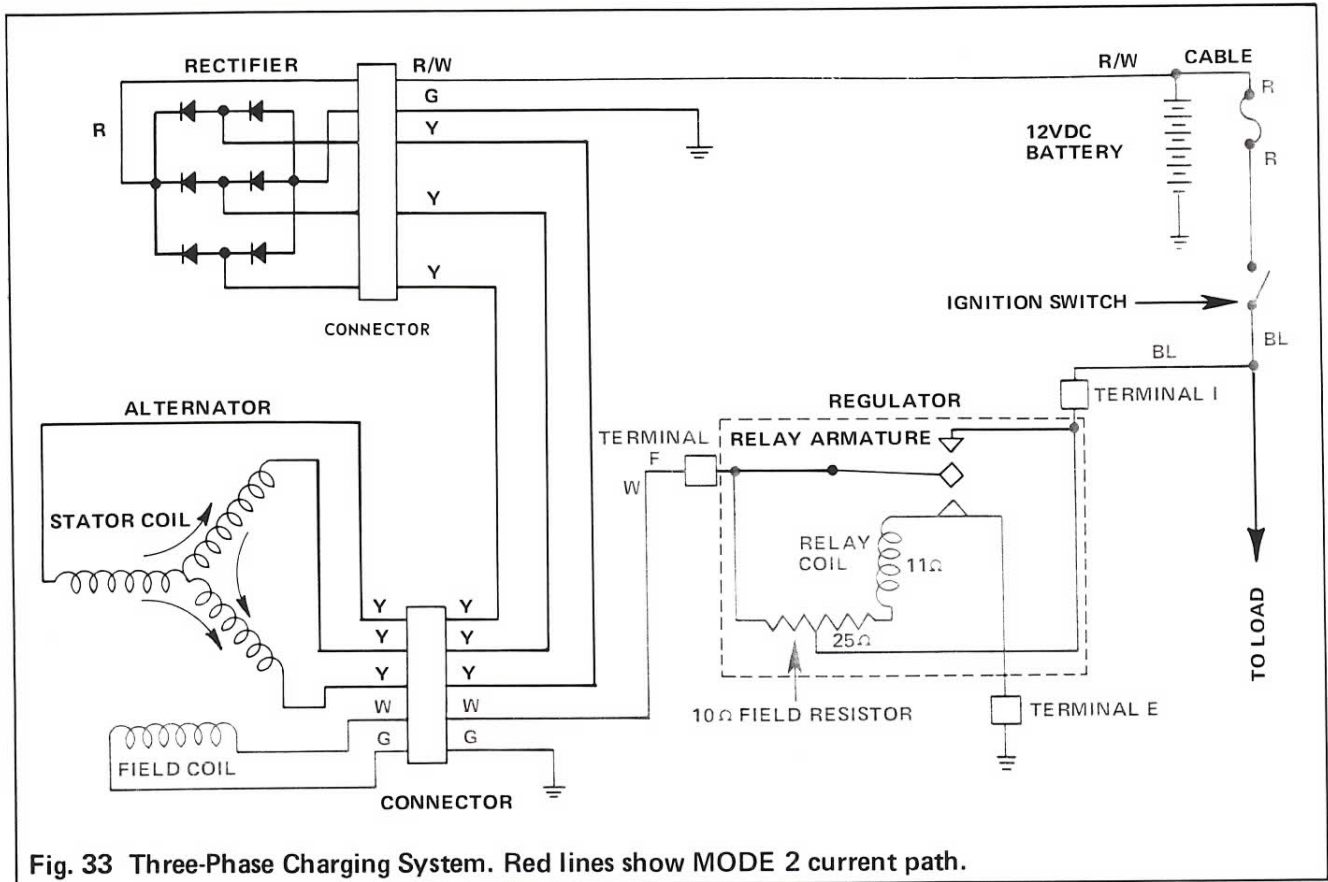 RECTIFIER
R/W
R/W
CABLE
G
R
Y
R
12VDC
BATTERY
R
Y
Y
CONNECTOR
IGNITION SWITCH
BL
BL
TERMINAL I
ALTERNATOR
REGULATOR
TERMINAL
F
W
RELAY ARMATURE
STATOR COIL
RELAY
COIL
11Ω
25Ω
TO LOAD
Y
Y
Y
Y
Y
Y
W
W
G
G
10Ω FIELD RESISTOR
TERMINAL E
FIELD COIL
CONNECTOR
Fig. 33 Three-Phase Charging System. Red lines show MODE 2 current path.